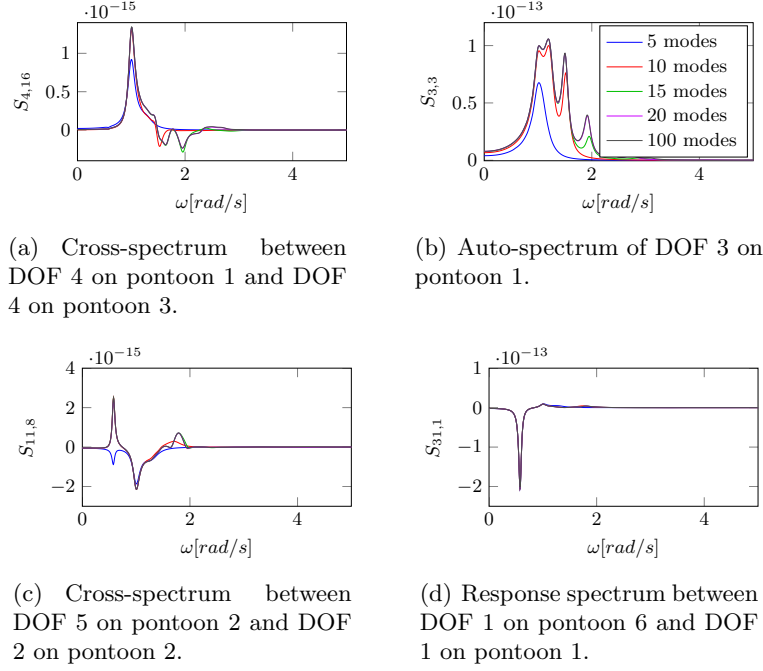 ·10−15
1
0.5
0
S4,16
0 2 4
ω[rad/s]
(a) Cross-spectrum between
DOF 4 on pontoon 1 and DOF
4 on pontoon 3.
·10−13
1
0.5
0
S3,3
0 2 4
ω[rad/s]
5 modes
10 modes
15 modes
20 modes
100 modes
(b) Auto-spectrum of DOF 3 on
pontoon 1.
·10−15
4
2
0
−2
S11,8
0 2 4
ω[rad/s]
(c) Cross-spectrum between
DOF 5 on pontoon 2 and DOF
2 on pontoon 2.
·10−13
1
0
−1
−2
S31,1
0 2 4
ω[rad/s]
(d) Response spectrum between
DOF 1 on pontoon 6 and DOF
1 on pontoon 1.